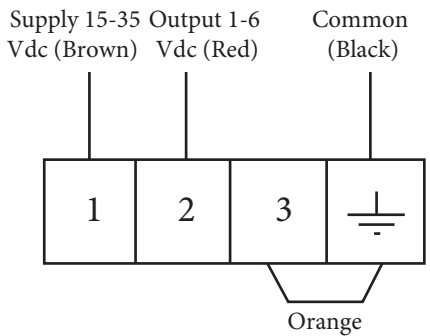 Supply 15-35
Vdc (Brown)
Output 1-6
Vdc (Red)
Common
(Black)
1
2
3
Orange